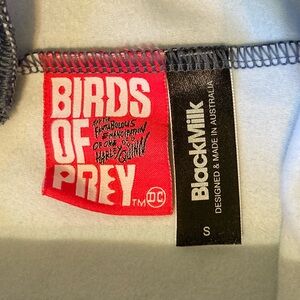 BIRDS
OF
AND THE
FANTABULOUS
EMANCIPATION
OF ONE
HARLEY QUINN
PREY TM DC
BlackMilk
DESIGNED & MADE IN AUSTRALIA
S